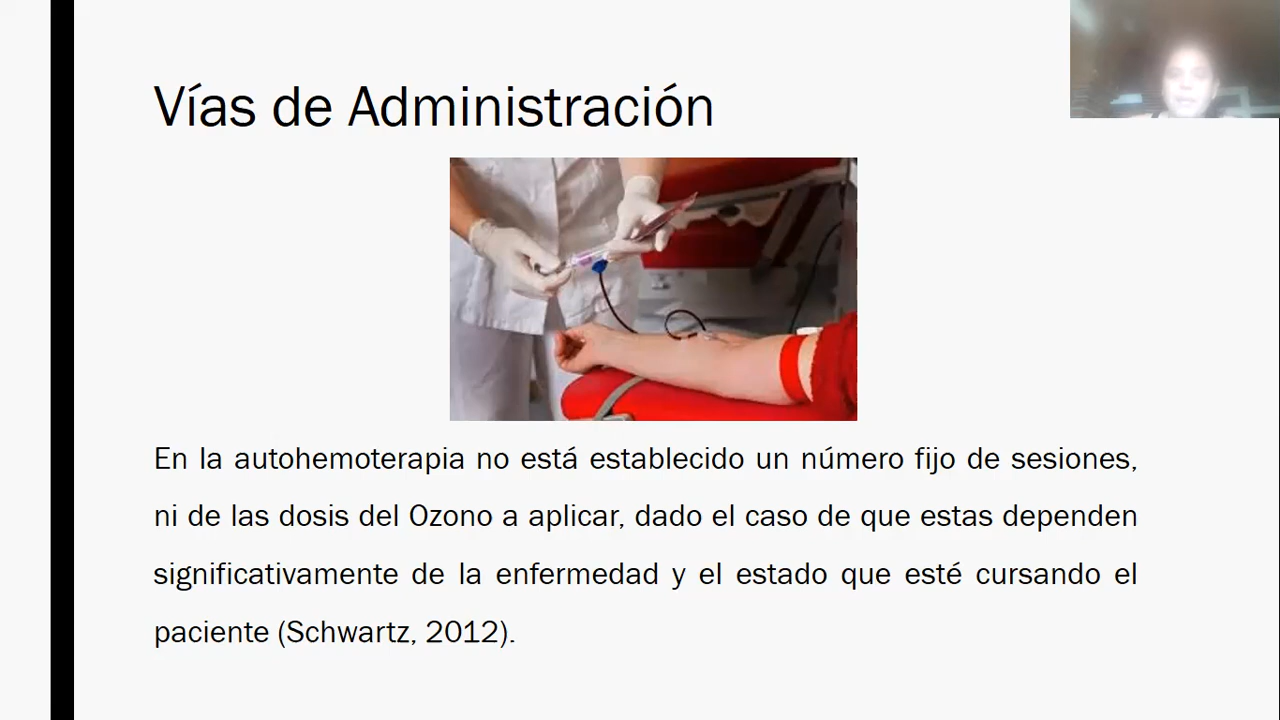 Vías de Administración
En la autohemoterapia no está establecido un número fijo de sesiones,
ni de las dosis del Ozono a aplicar, dado el caso de que estas dependen
significativamente de la enfermedad y el estado que esté cursando el
paciente (Schwartz, 2012).